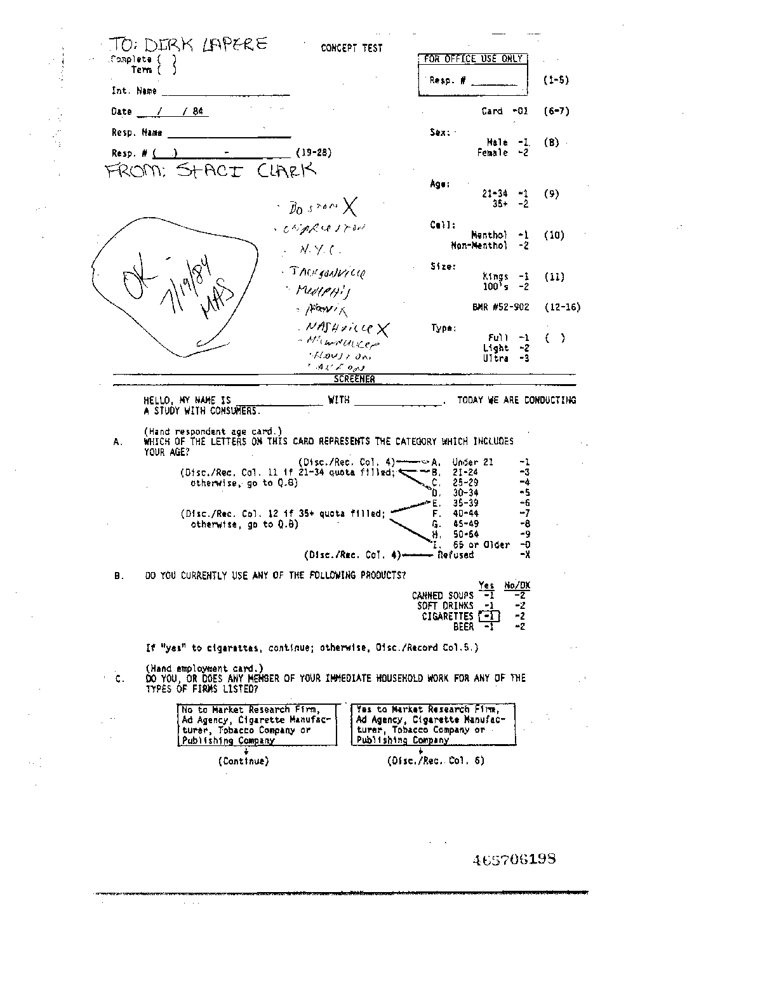 TO: DIRK LAPERE
CONCEPT TEST
Complete ( )
Term ( )
FOR OFFICE USE ONLY
Resp. # ______ (1-5)
Int. Name ______
Date / / 84
Card -01 (6-7)
Resp. Name ______
Sex:
Male -1 (8)
Female -2
Resp. # ( ) - (19-28)
FROM: STACI CLARK
Age:
21-34 -1 (9)
35+ -2
- BOSTON X
- CHARLESTON
- N.Y.C.
- JACKSONVILLE
- MEMPHIS
- NASHVILLE X
- MILWAUKEE
- HOUSTON
OK -
7/19/84
MAS
Cell:
Menthol -1 (10)
Non-Menthol -2
Size:
Kings -1 (11)
100's -2
BMR #52-902 (12-16)
Type:
Full -1 ( )
Light -2
Ultra -3
SCREENER
HELLO, MY NAME IS ______ WITH ______. TODAY WE ARE CONDUCTING
A STUDY WITH CONSUMERS.
(Hand respondent age card.)
A. WHICH OF THE LETTERS ON THIS CARD REPRESENTS THE CATEGORY WHICH INCLUDES
YOUR AGE?
(Disc./Rec. Col. 4) A. Under 21 -1
(Disc./Rec. Col. 11 if 21-34 quota filled; B. 21-24 -3
otherwise, go to Q.B) C. 25-29 -4
D. 30-34 -5
E. 35-39 -6
(Disc./Rec. Col. 12 if 35+ quota filled; F. 40-44 -7
otherwise, go to Q.B) G. 45-49 -8
H. 50-64 -9
I. 65 or Older -0
(Disc./Rec. Col. 4) Refused -X
B. DO YOU CURRENTLY USE ANY OF THE FOLLOWING PRODUCTS?
Yes No/DK
CANNED SOUPS -1 -2
SOFT DRINKS -1 -2
CIGARETTES -1 -2
BEER -1 -2
If "yes" to cigarettes, continue; otherwise, Disc./Record Col.5.)
(Hand employment card.)
C. DO YOU, OR DOES ANY MEMBER OF YOUR IMMEDIATE HOUSEHOLD WORK FOR ANY OF THE
TYPES OF FIRMS LISTED?
No to Market Research Firm,
Ad Agency, Cigarette Manufac-
turer, Tobacco Company or
Publishing Company
(Continue)
Yes to Market Research Firm,
Ad Agency, Cigarette Manufac-
turer, Tobacco Company or
Publishing Company
(Disc./Rec. Col. 6)
465706198